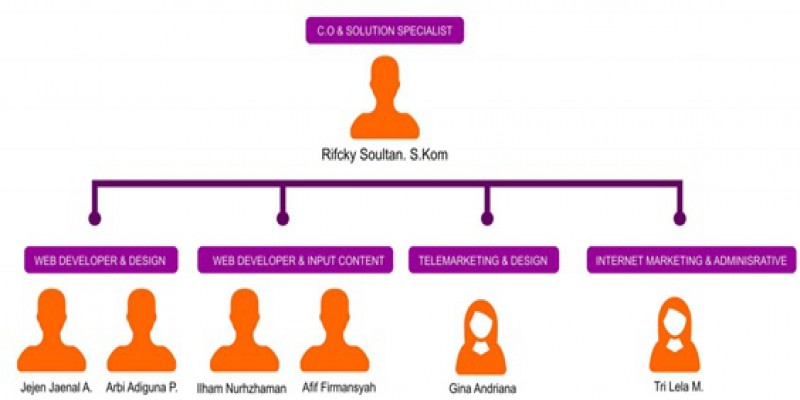 C.O & SOLUTION SPECIALIST
Rifcky Soultan. S.Kom
WEB DEVELOPER & DESIGN
WEB DEVELOPER & INPUT CONTENT
TELEMARKETING & DESIGN
INTERNET MARKETING & ADMINISRATIVE
Jejen Jaenal A.
Arbi Adiguna P.
Ilham Nurhzhaman
Afif Firmansyah
Gina Andriana
Tri Lela M.